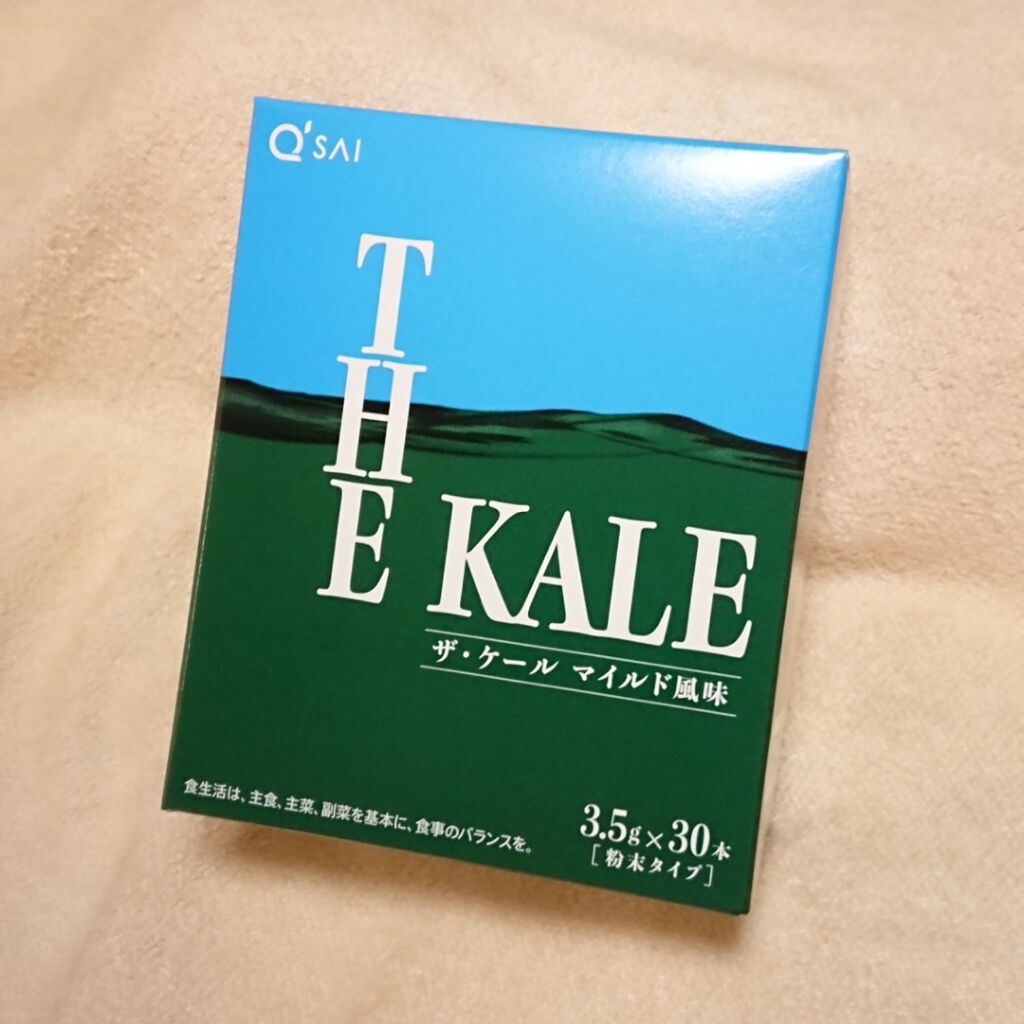 Q'SAI
THE KALE
ザ・ケール マイルド風味
食生活は、主食、主菜、副菜を基本に、食事のバランスを。
3.5g×30本
[粉末タイプ]